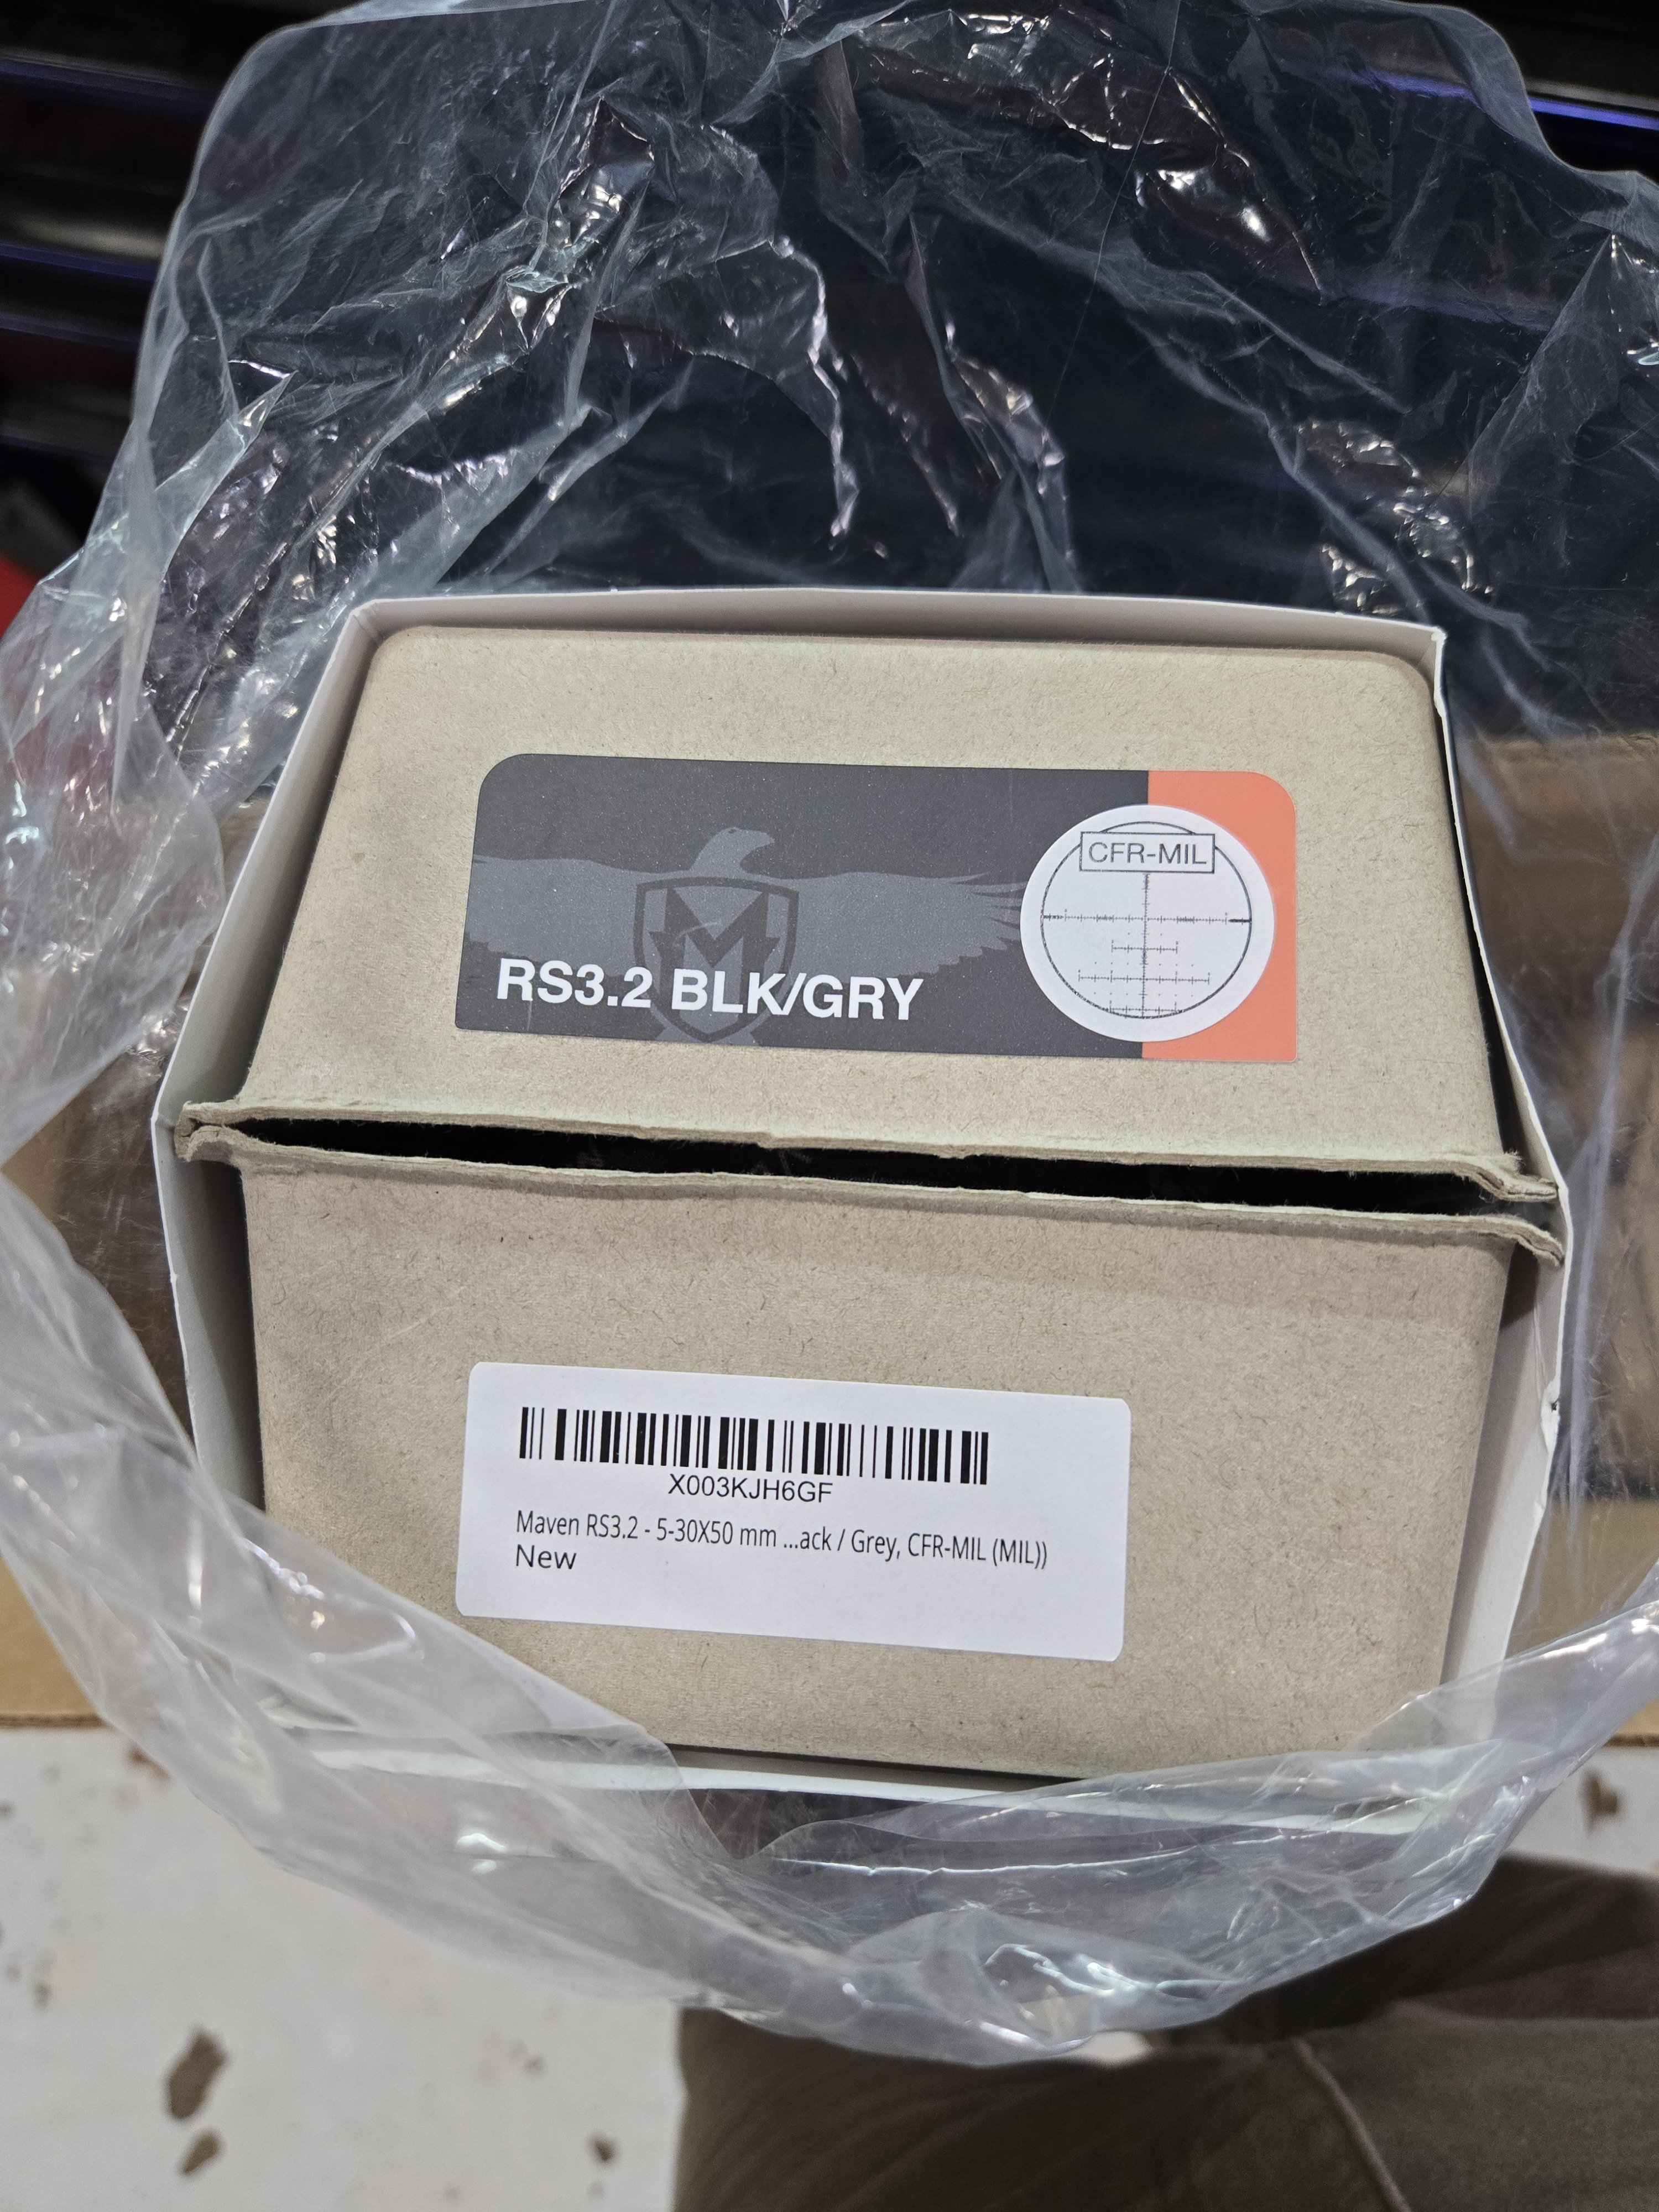 CFR-MIL
M
RS3.2 BLK/GRY
X003KJH6GF
Maven RS3.2 - 5-30X50 mm ...ack / Grey, CFR-MIL (MIL))
New